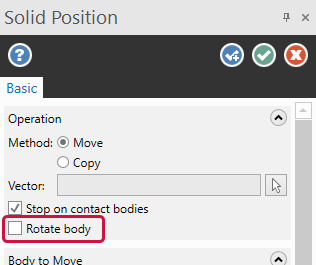 Solid Position
Basic
Operation
Method: Move
Copy
Vector:
Stop on contact bodies
Rotate body
Body to Move